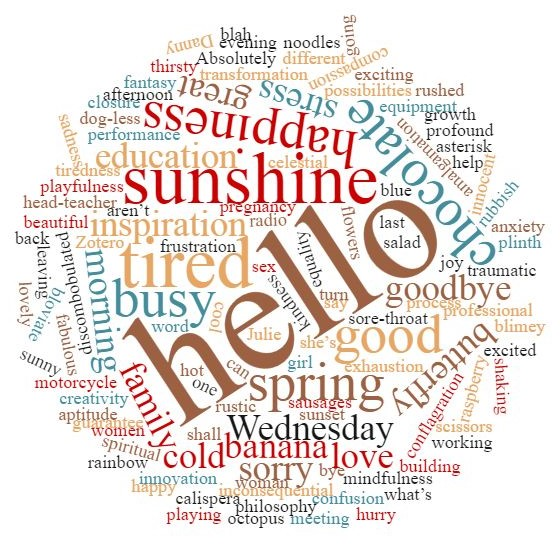 blah
going
Danny
evening
noodles
Absolutely
different
compassion
thirsty
transformation
exciting
fantasy
great
stress
possibilities
rushed
afternoon
closure
equipment
growth
dog-less
happiness
chocolate
amalgamation
profound
performance
asterisk
sadness
education
celestial
help
innocent
tiredness
sunshine
rubbish
playfulness
pregnancy
blue
head-teacher
aren't
radio
flowers
last
anxiety
beautiful
inspiration
hello
salad
plinth
back
Zotero
frustration
equality
joy
traumatic
leaving
discombobulated
tired
sex
Kindness
goodbye
lovely
bloviate
morning
busy
turn
process
say
professional
fabulous
cool
word
sore-throat
blimey
Julie
she's
good
butterfly
sunny
girl
excited
family
hot
can
exhaustion
motorcycle
one
spring
raspberry
shaking
creativity
rustic
sausages
conflagration
aptitude
sunset
guarantee
Wednesday
scissors
women
shall
working
spiritual
cold
banana
love
rainbow
sorry
bye
building
innovation
woman
mindfulness
happy
inconsequential
calispera
confusion
what's
philosophy
playing
octopus
meeting
hurry